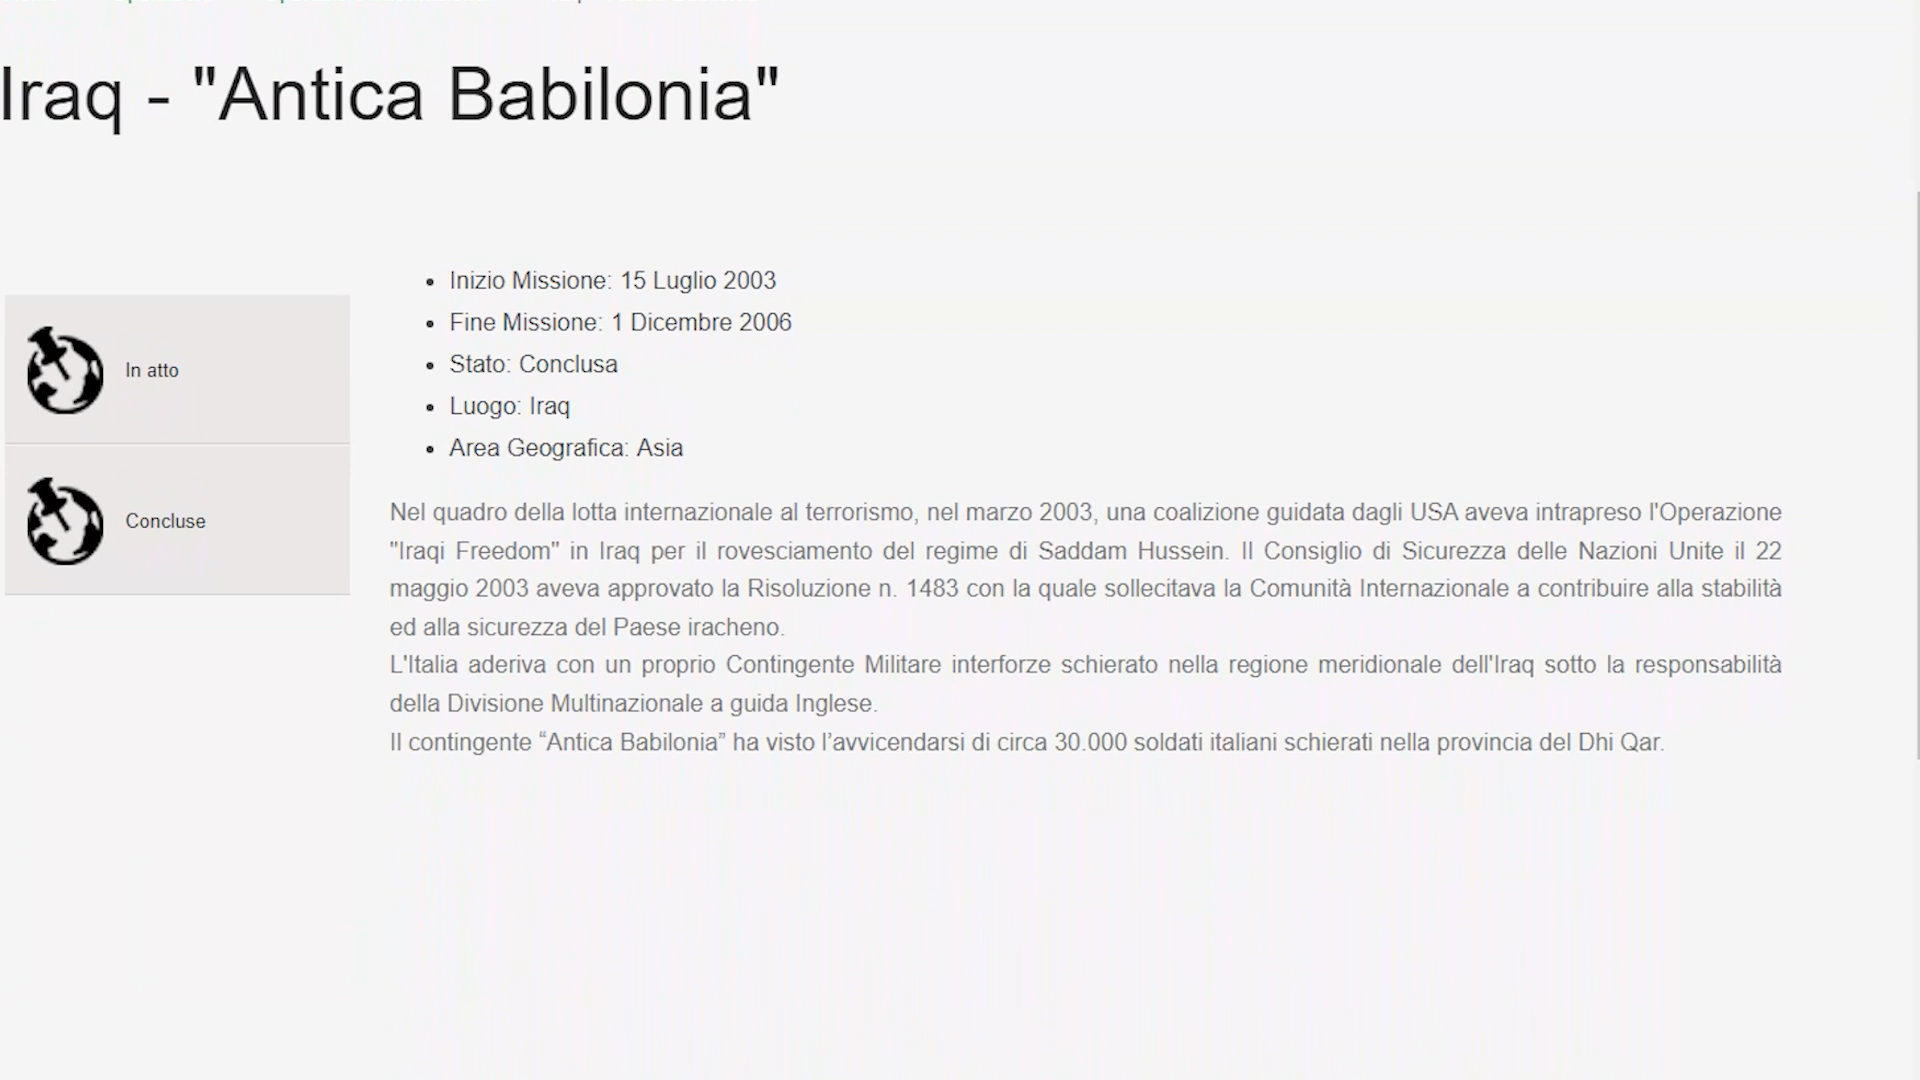 Iraq - "Antica Babilonia"
Inizio Missione: 15 Luglio 2003
Fine Missione: 1 Dicembre 2006
Stato: Conclusa
Luogo: Iraq
Area Geografica: Asia
In atto
Concluse
Nel quadro della lotta internazionale al terrorismo, nel marzo 2003, una coalizione guidata dagli USA aveva intrapreso l'Operazione
"Iraqi Freedom" in Iraq per il rovesciamento del regime di Saddam Hussein. Il Consiglio di Sicurezza delle Nazioni Unite il 22
maggio 2003 aveva approvato la Risoluzione n. 1483 con la quale sollecitava la Comunità Internazionale a contribuire alla stabilità
ed alla sicurezza del Paese iracheno.
L'Italia aderiva con un proprio Contingente Militare interforze schierato nella regione meridionale dell'Iraq sotto la responsabilità
della Divisione Multinazionale a guida Inglese.
Il contingente “Antica Babilonia” ha visto l’avvicendarsi di circa 30.000 soldati italiani schierati nella provincia del Dhi Qar.